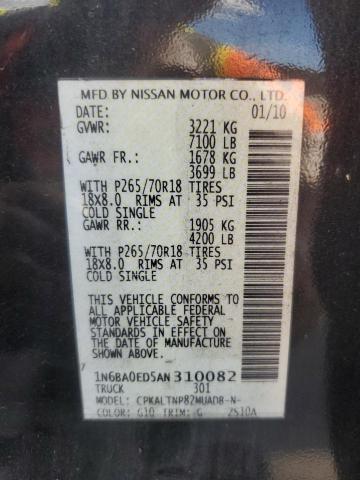 MFD BY NISSAN MOTOR CO., LTD.
DATE: 01/10
GVWR: 3221 KG
7100 LB
GAWR FR.: 1678 KG
3699 LB
WITH P265/70R18 TIRES
18X8.0 RIMS AT 35 PSI
COLD SINGLE
GAWR RR.: 1905 KG
4200 LB
WITH P265/70R18 TIRES
18X8.0 RIMS AT 35 PSI
COLD SINGLE
THIS VEHICLE CONFORMS TO
ALL APPLICABLE FEDERAL
MOTOR VEHICLE SAFETY
STANDARDS IN EFFECT ON
THE DATE OF MANUFACTURE
SHOWN ABOVE.
1N6BA0ED5AN310082
TRUCK 301
MODEL: CPKALTNP82MUADB-N-
COLOR: G10 TRIM: G 2S10A